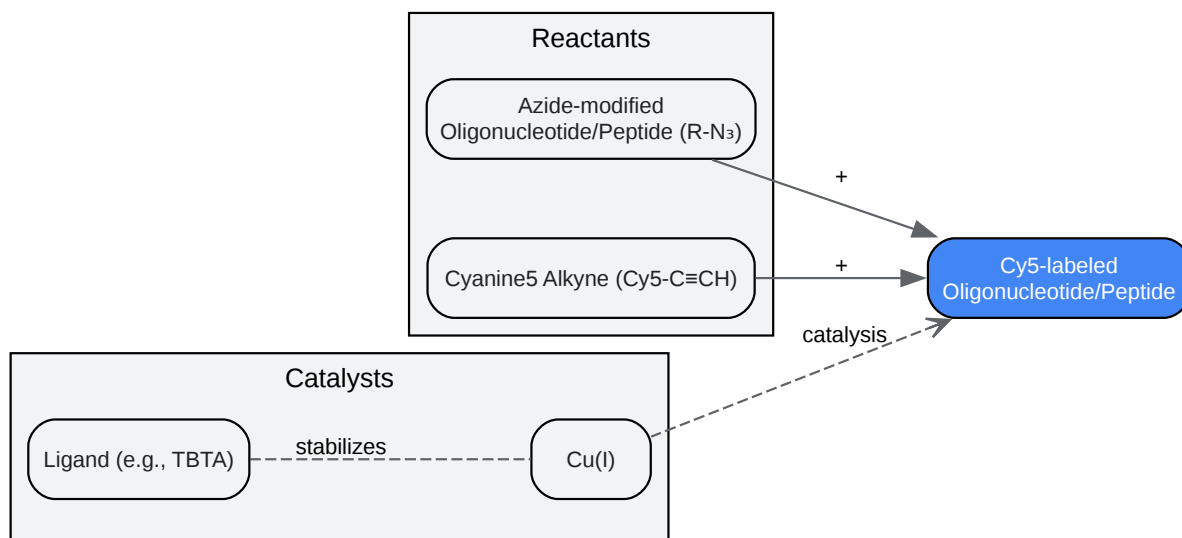 Reactants
Azide-modified
Oligonucleotide/Peptide (R-N₃)
+
Cyanine5 Alkyne (Cy5-C≡CH)
+
Cy5-labeled
Oligonucleotide/Peptide
catalysis
Catalysts
Ligand (e.g., TBTA)
stabilizes
Cu(I)